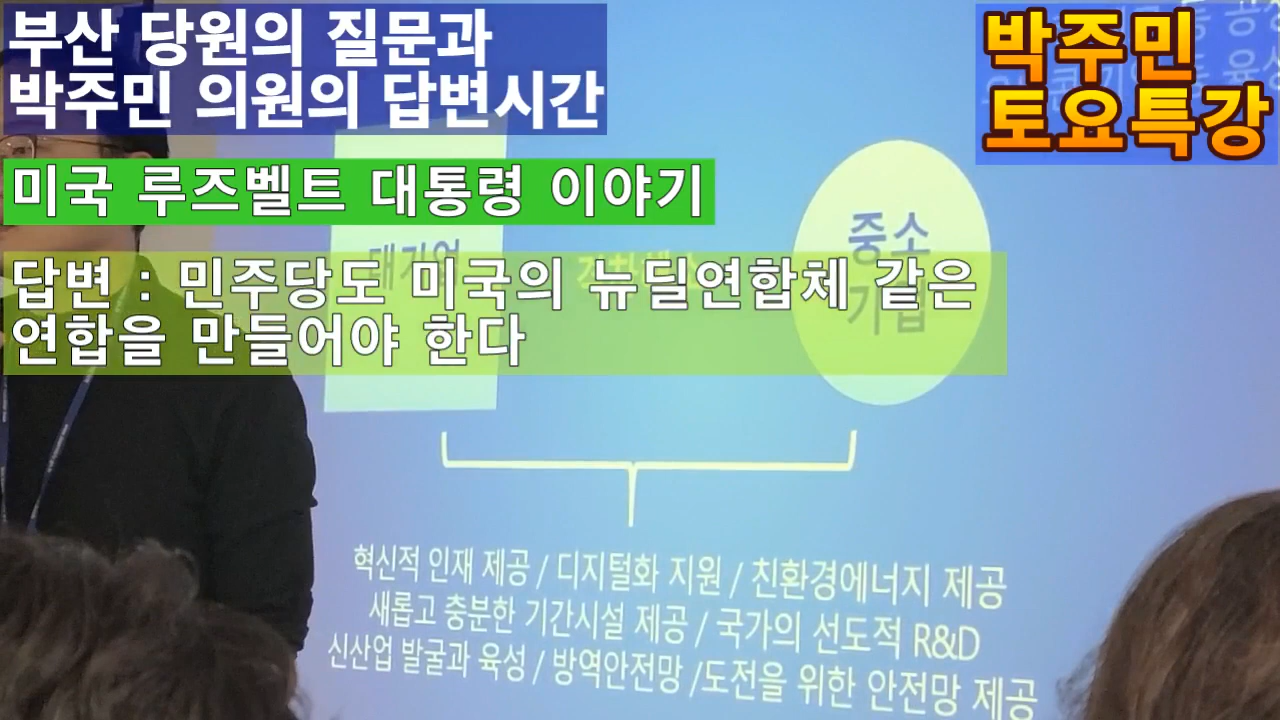 부산 당원의 질문과
박주민 의원의 답변시간
박주민
토요특강
미국 루즈벨트 대통령 이야기
답변 : 민주당도 미국의 뉴딜연합체 같은
연합을 만들어야 한다
대기업
중소
기업
혁신적 인재 제공 / 디지털화 지원 / 친환경에너지 제공
새롭고 충분한 기간시설 제공 / 국가의 선도적 R&D
신산업 발굴과 육성 / 방역안전망 /도전을 위한 안전망 제공